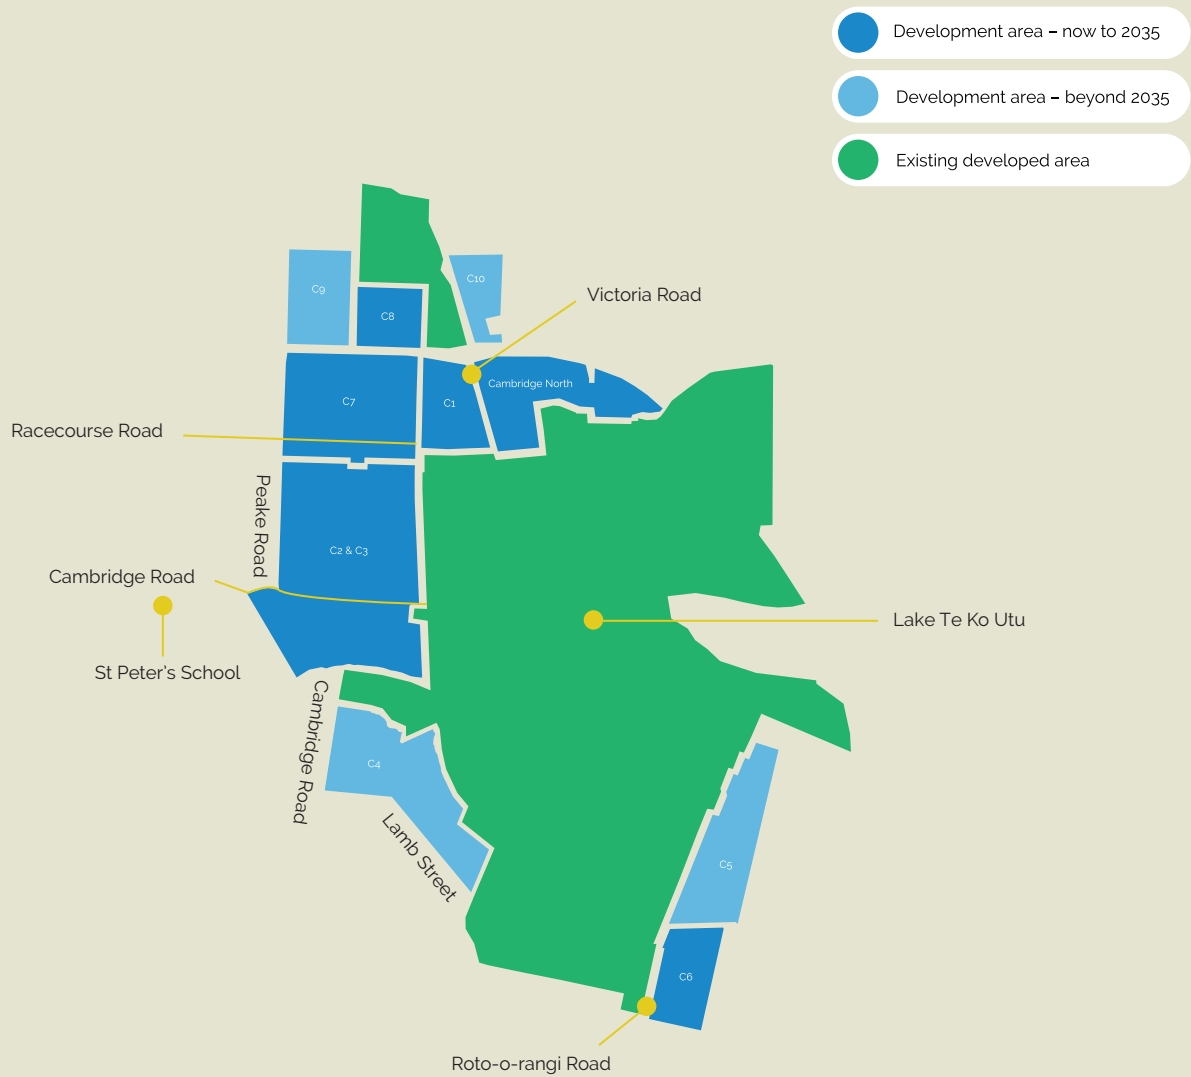 Development area – now to 2035
Development area – beyond 2035
Existing developed area
C9
C10
C8
Victoria Road
Cambridge North
C7
C1
Racecourse Road
Peake Road
C2 & C3
Cambridge Road
St Peter's School
Lake Te Ko Utu
Cambridge Road
C4
Lamb Street
C5
C6
Roto-o-rangi Road